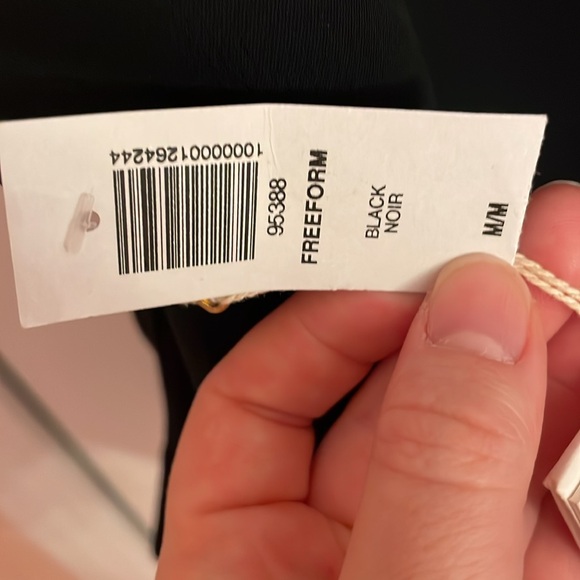 10000001264244
95388
FREEFORM
BLACK
NOIR
M/M